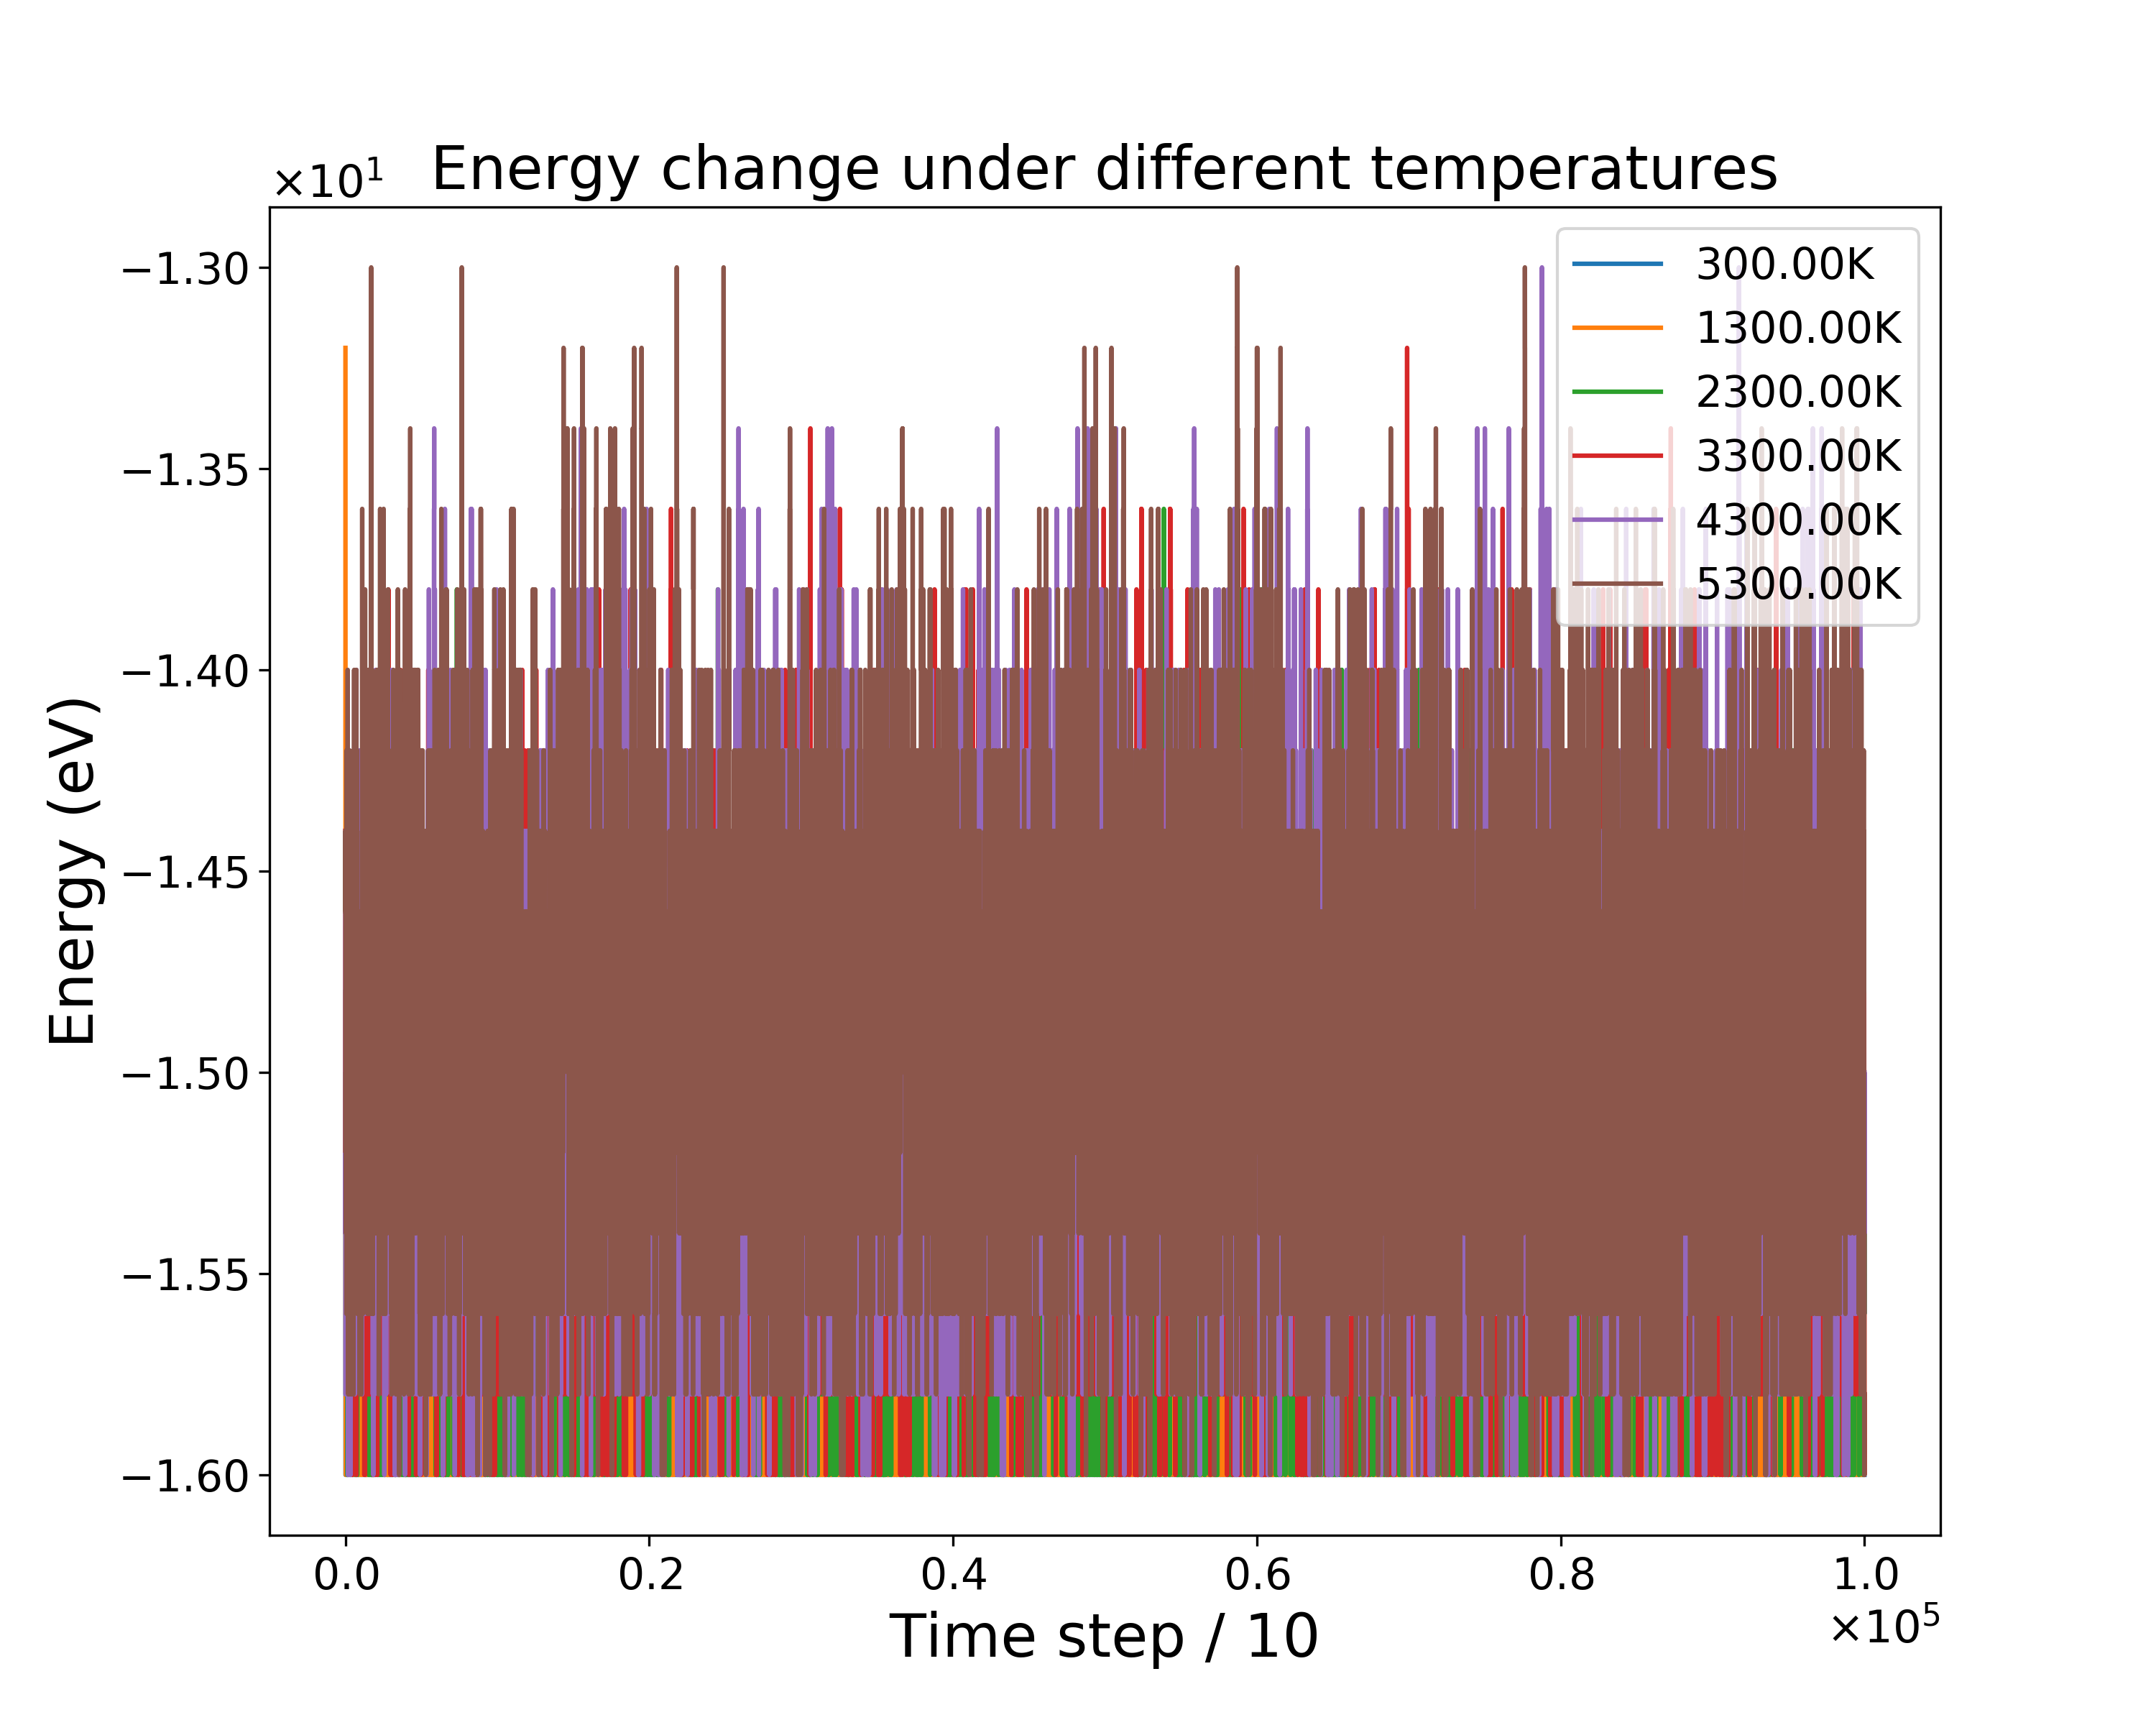 ×10¹
Energy change under different temperatures
−1.30
−1.35
−1.40
−1.45
−1.50
−1.55
−1.60
Energy (eV)
300.00K
1300.00K
2300.00K
3300.00K
4300.00K
5300.00K
0.0 0.2 0.4 0.6 0.8 1.0
×10⁵
Time step / 10